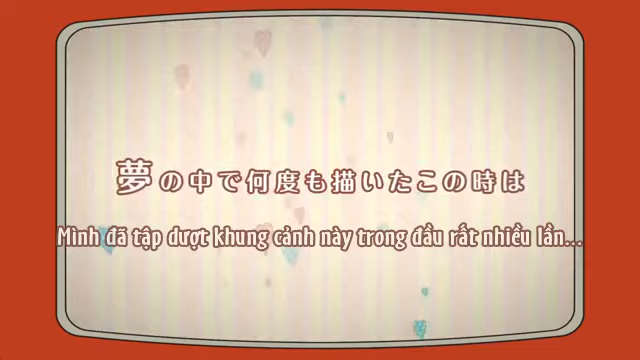 夢の中で何度も描いたこの時は
Mình đã tập dượt khung cảnh này trong đầu rất nhiều lần...